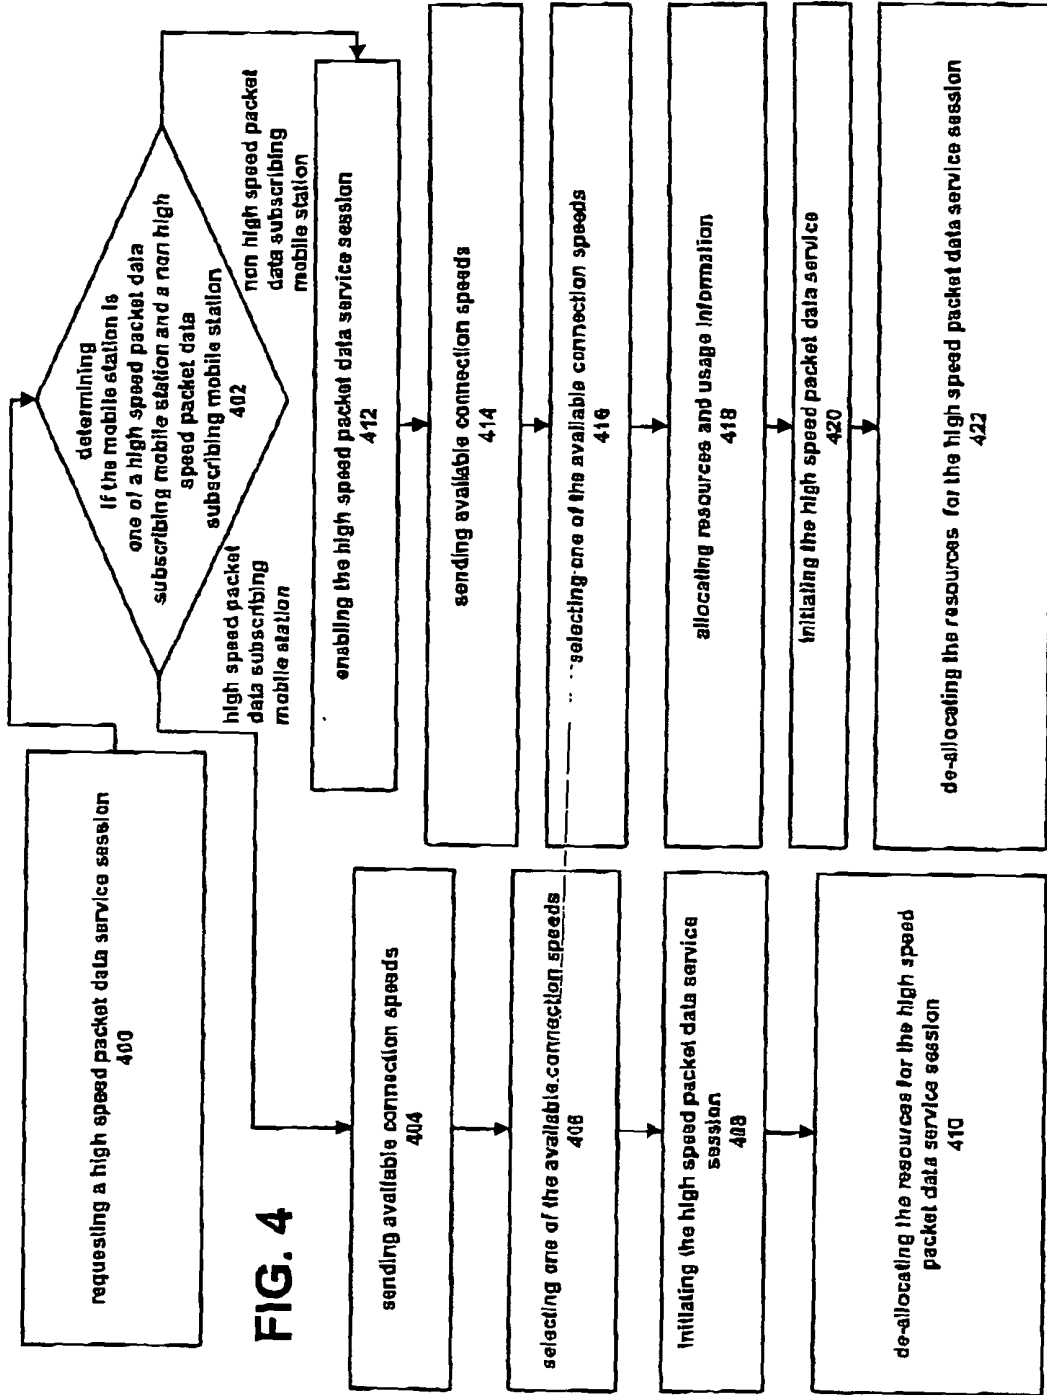 requesting a high speed packet data service session
400
determining
if the mobile station is
one of a high speed packet data
subscribing mobile station and a non high
speed packet data
subscribing mobile station
402
high speed packet
data subscribing
mobile station
non high speed packet
data subscribing
mobile station
FIG. 4
sending available connection speeds
404
selecting one of the available connection speeds
406
initiating the high speed packet data service
session
408
de-allocating the resources for the high speed
packet data service session
410
enabling the high speed packet data service session
412
sending available connection speeds
414
selecting one of the available connection speeds
416
allocating resources and usage information
418
initiating the high speed packet data service
420
de-allocating the resources for the high speed packet data service session
422